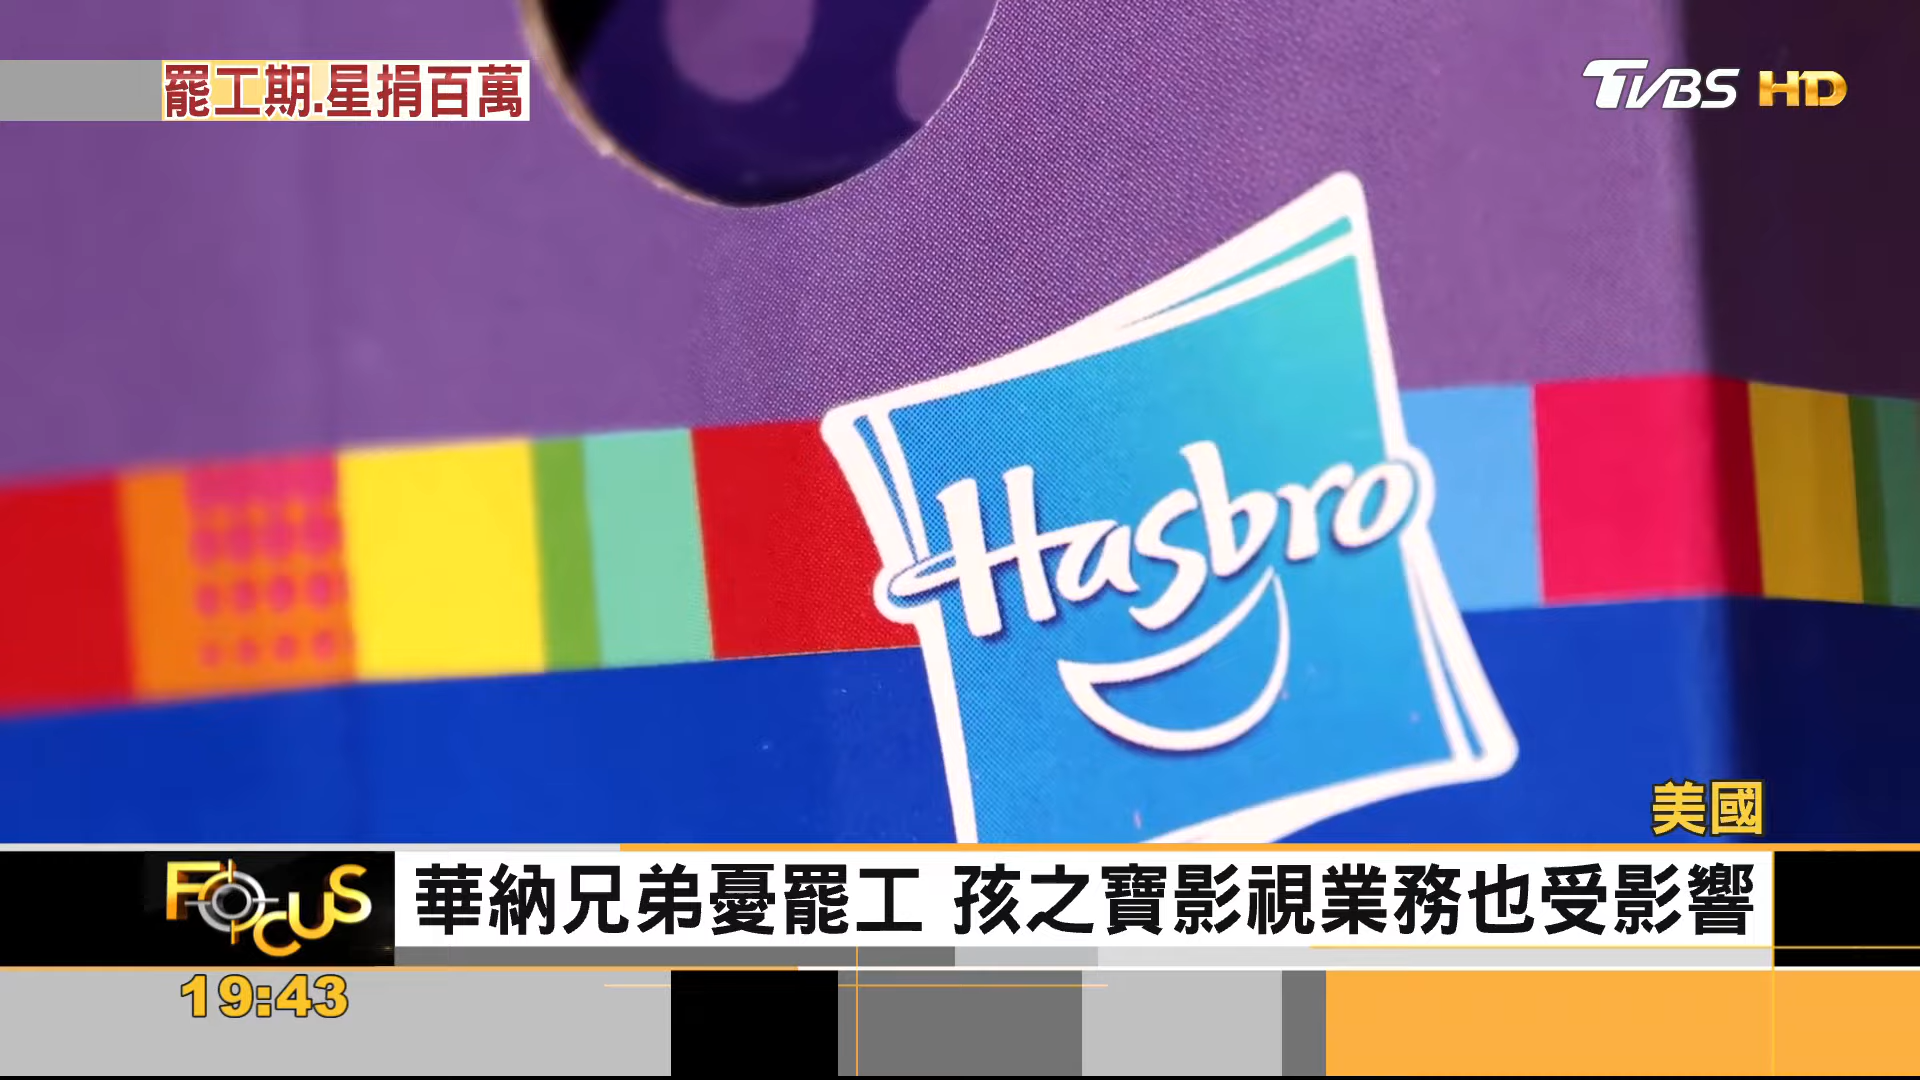 罷工期.星捐百萬
TVBS HD
Hasbro
美國
FOCUS
華納兄弟憂罷工 孩之寶影視業務也受影響
19:43